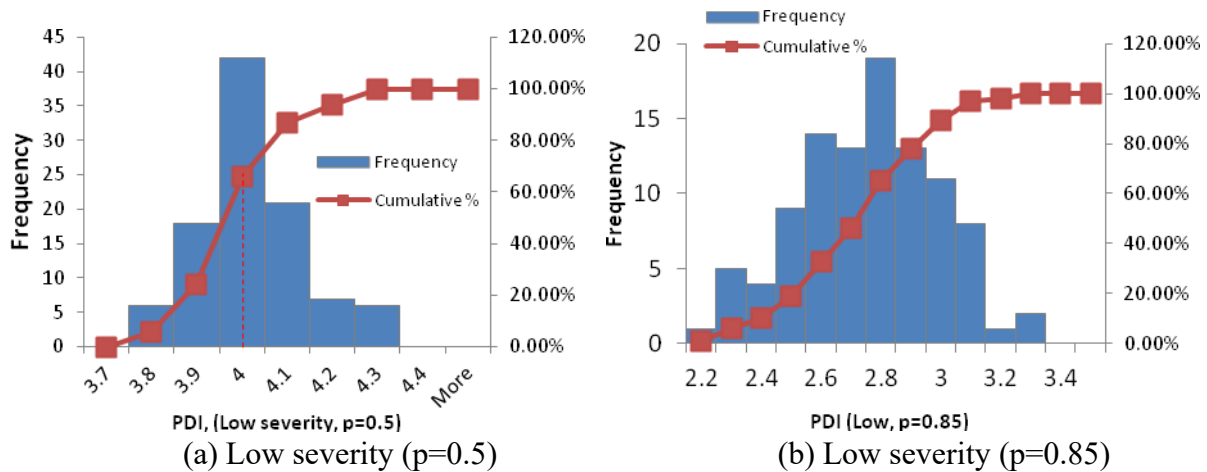 45
40
35
30
25
20
15
10
5
0
Frequency
120.00%
100.00%
80.00%
60.00%
40.00%
20.00%
0.00%
Frequency
Cumulative %
3.7 3.8 3.9 4 4.1 4.2 4.3 4.4 More
PDI, (Low severity, p=0.5)
(a) Low severity (p=0.5)
Frequency
Cumulative %
20
15
10
5
0
Frequency
120.00%
100.00%
80.00%
60.00%
40.00%
20.00%
0.00%
2.2 2.4 2.6 2.8 3 3.2 3.4
PDI (Low, p=0.85)
(b) Low severity (p=0.85)